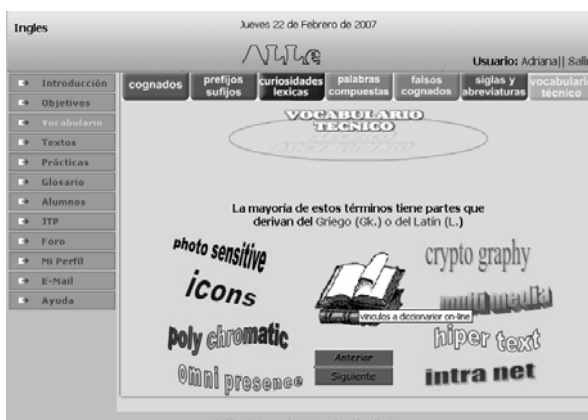 Ingles
Jueves 22 de Febrero de 2007
ALLe
Usuario: Adriana|| Salir
Introducción
Objetivos
Vocabulario
Textos
Prácticas
Glosario
Alumnos
JTP
Foro
Mi Perfil
E-Mail
Ayuda
cognados
prefijos
sufijos
curiosidades
lexicas
palabras
compuestas
falsos
cognados
siglas y
abreviaturas
vocabulario
técnico
VOCABULARIO
TECNICO
La mayoría de estos términos tiene partes que
derivan del Griego (Gk.) o del Latín (L.)
photo sensitive
icons
poly chromatic
omni presence
vinculos a diccionarior on-line
Anterior
Siguiente
crypto graphy
multi media
hiper text
intra net